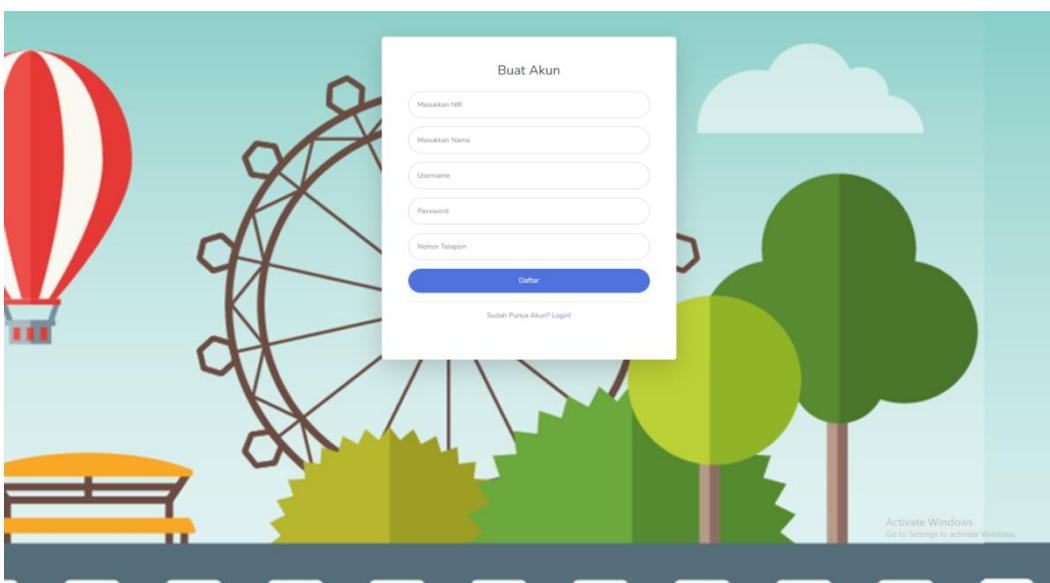 Buat Akun
Masukkan NIK
Masukkan Nama
Username
Password
Nomor Telepon
Daftar
Sudah Punya Akun? Login!
Activate Windows
Go to Settings to activate Windows.